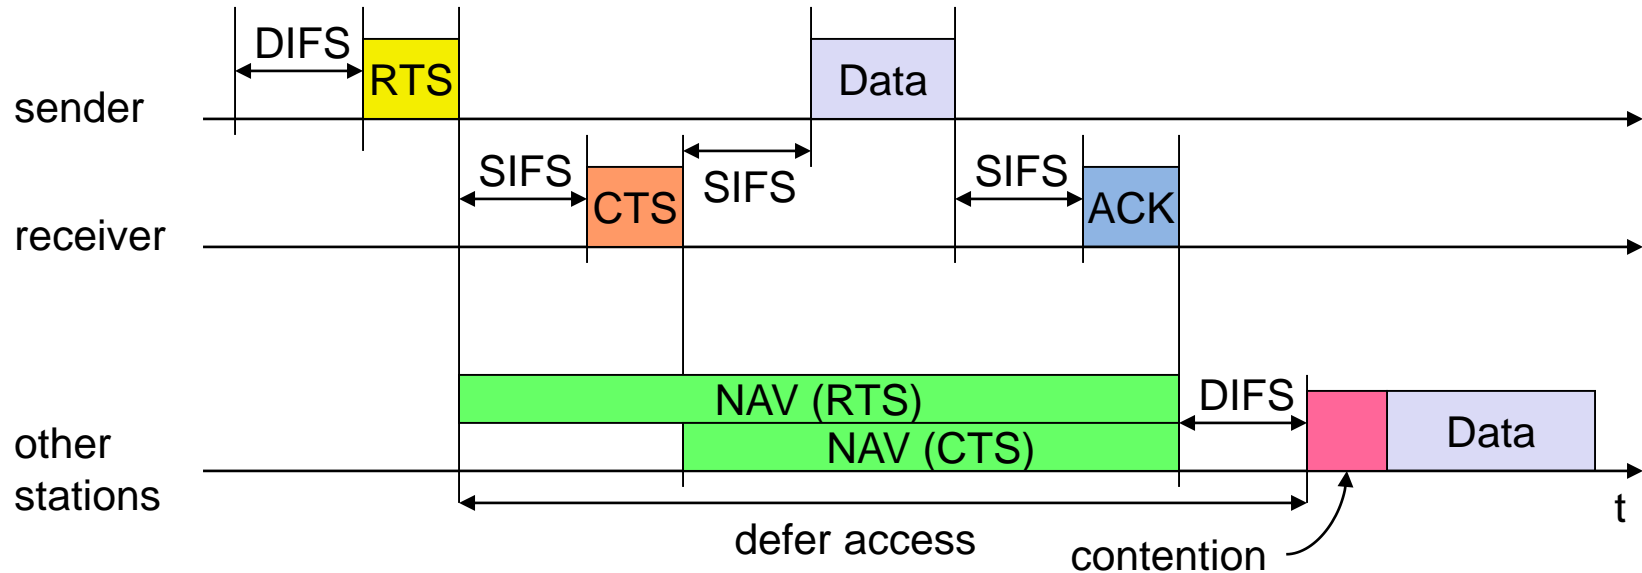 DIFS
RTS
Data
sender
SIFS
CTS
SIFS
SIFS
ACK
receiver
NAV (RTS)
DIFS
other
stations
NAV (CTS)
Data
t
defer access
contention